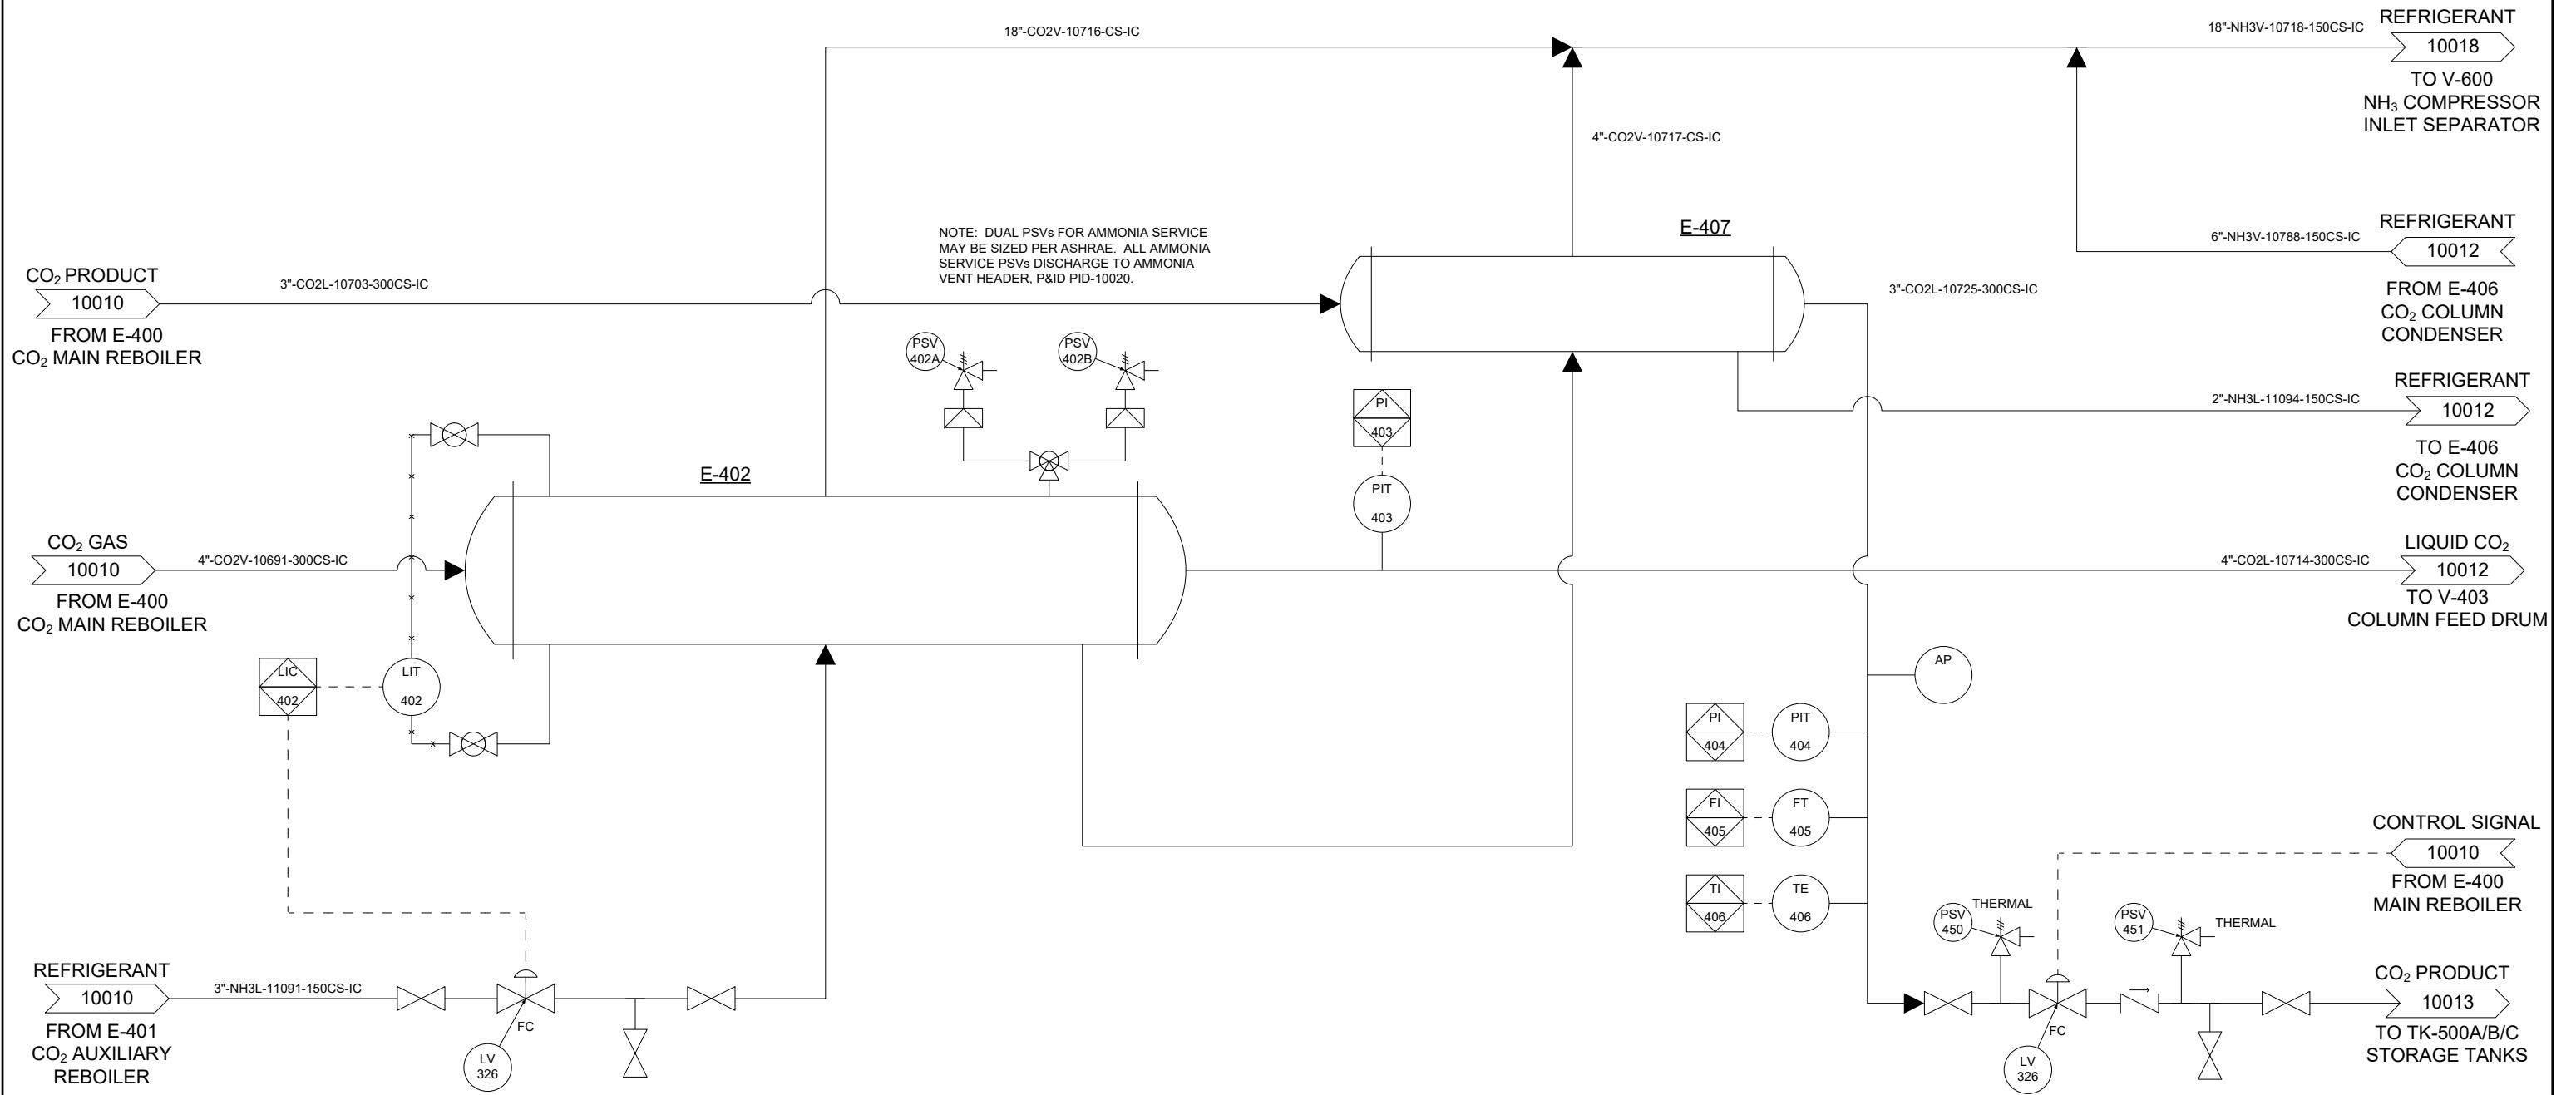 18"-CO2V-10716-CS-IC
18"-NH3V-10718-150CS-IC
REFRIGERANT
10018
TO V-600
NH₃ COMPRESSOR
INLET SEPARATOR
4"-CO2V-10717-CS-IC
NOTE: DUAL PSVs FOR AMMONIA SERVICE
MAY BE SIZED PER ASHRAE. ALL AMMONIA
SERVICE PSVs DISCHARGE TO AMMONIA
VENT HEADER, P&ID PID-10020.
E-407
6"-NH3V-10788-150CS-IC
REFRIGERANT
10012
FROM E-406
CO₂ COLUMN
CONDENSER
CO₂ PRODUCT
10010
FROM E-400
CO₂ MAIN REBOILER
3"-CO2L-10703-300CS-IC
3"-CO2L-10725-300CS-IC
PSV
402A
PSV
402B
PI
403
PIT
403
2"-NH3L-11094-150CS-IC
REFRIGERANT
10012
TO E-406
CO₂ COLUMN
CONDENSER
E-402
CO₂ GAS
10010
FROM E-400
CO₂ MAIN REBOILER
4"-CO2V-10691-300CS-IC
4"-CO2L-10714-300CS-IC
LIQUID CO₂
10012
TO V-403
COLUMN FEED DRUM
LIC
402
LIT
402
AP
PI
404
PIT
404
FI
405
FT
405
TI
406
TE
406
CONTROL SIGNAL
10010
FROM E-400
MAIN REBOILER
PSV
450
THERMAL
PSV
451
THERMAL
REFRIGERANT
10010
FROM E-401
CO₂ AUXILIARY
REBOILER
3"-NH3L-11091-150CS-IC
FC
LV
326
FC
LV
326
CO₂ PRODUCT
10013
TO TK-500A/B/C
STORAGE TANKS